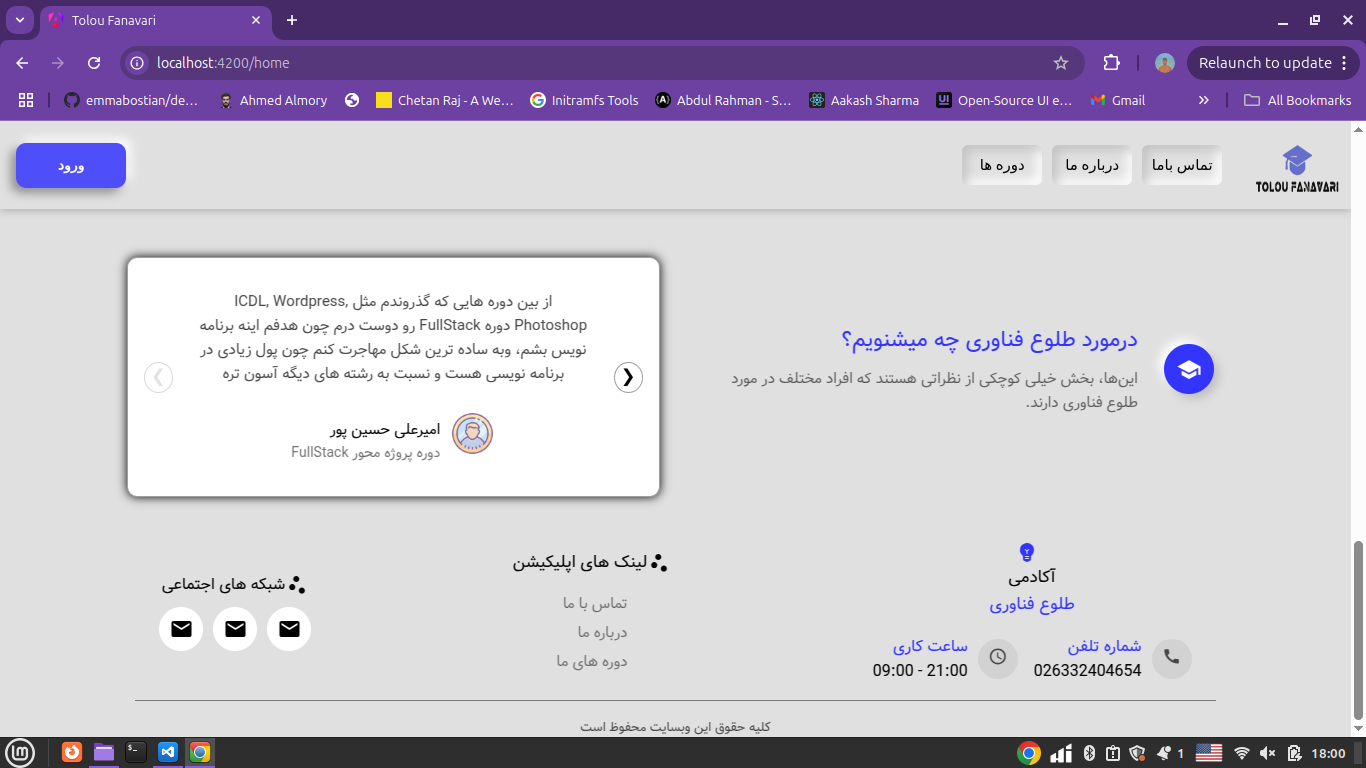 Tolou Fanavari
localhost:4200/home
Relaunch to update
emmabostian/de...
Ahmed Almory
Chetan Raj - A We...
Initramfs Tools
Abdul Rahman - S...
Aakash Sharma
Open-Source UI e...
Gmail
All Bookmarks
TOLOU FANAVARI
تماس باما
درباره ما
دوره ها
ورود
درمورد طلوع فناوری چه میشنویم؟
این‌ها، بخش خیلی کوچکی از نظراتی هستند که افراد مختلف در مورد
طلوع فناوری دارند.
از بین دوره هایی که گذروندم مثل ICDL, Wordpress,
Photoshop دوره FullStack رو دوست درم چون هدفم اینه برنامه
نویس بشم، وبه ساده ترین شکل مهاجرت کنم چون پول زیادی در
برنامه نویسی هست و نسبت به رشته های دیگه آسون تره
امیرعلی حسین پور
دوره پروژه محور FullStack
آکادمی
طلوع فناوری
شماره تلفن
026332404654
ساعت کاری
09:00 - 21:00
لینک های اپلیکیشن
تماس با ما
درباره ما
دوره های ما
شبکه های اجتماعی
کلیه حقوق این وبسایت محفوظ است
1
18:00